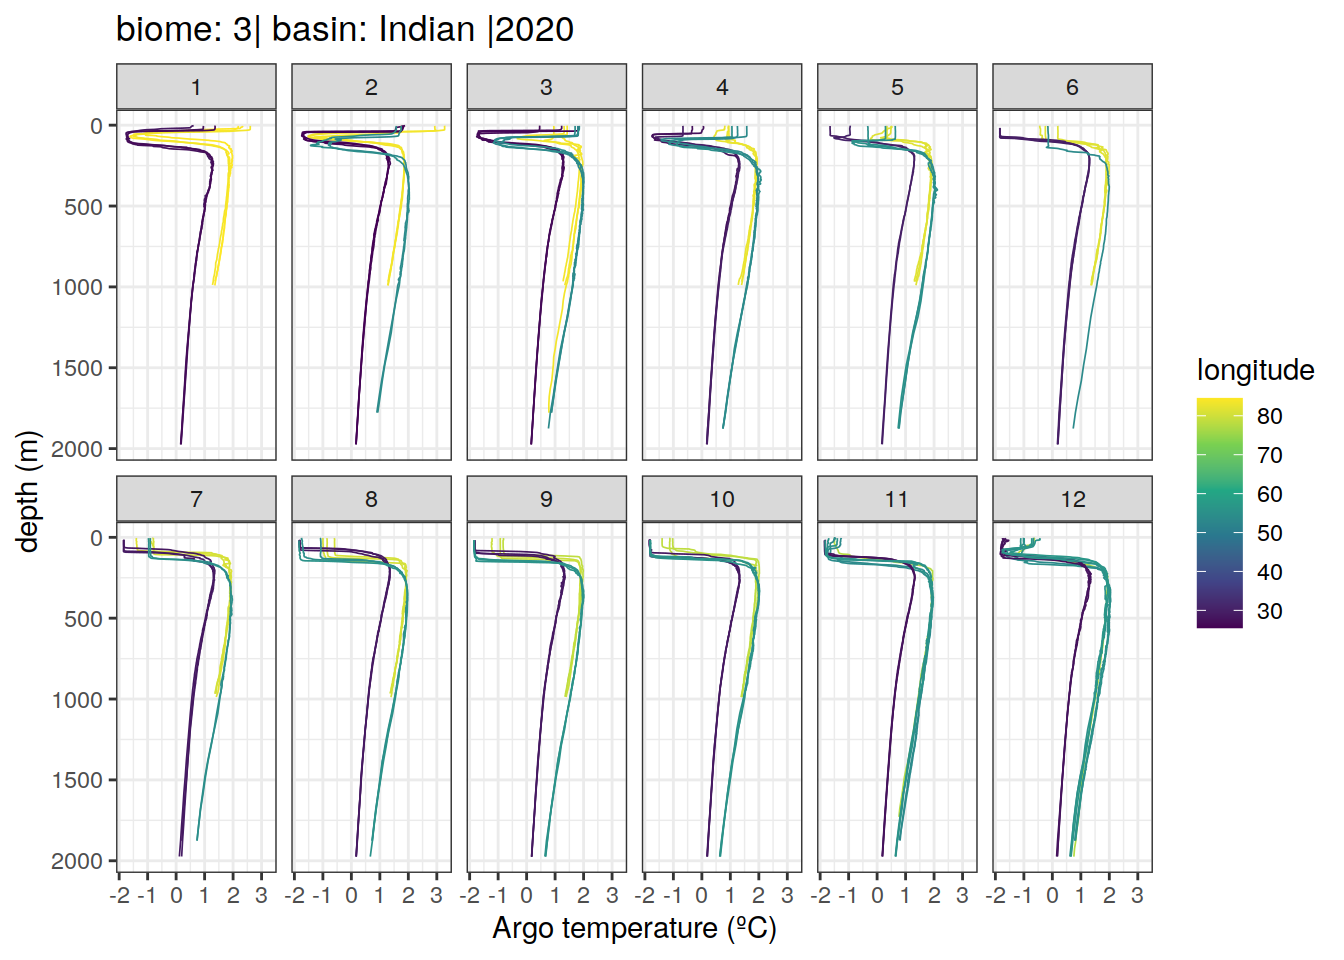 biome: 3| basin: Indian |2020
1 2 3 4 5 6
0
500
1000
1500
2000
7 8 9 10 11 12
0
500
1000
1500
2000
-2 -1 0 1 2 3 -2 -1 0 1 2 3 -2 -1 0 1 2 3 -2 -1 0 1 2 3 -2 -1 0 1 2 3 -2 -1 0 1 2 3
Argo temperature (ºC)
depth (m)
longitude
80
70
60
50
40
30